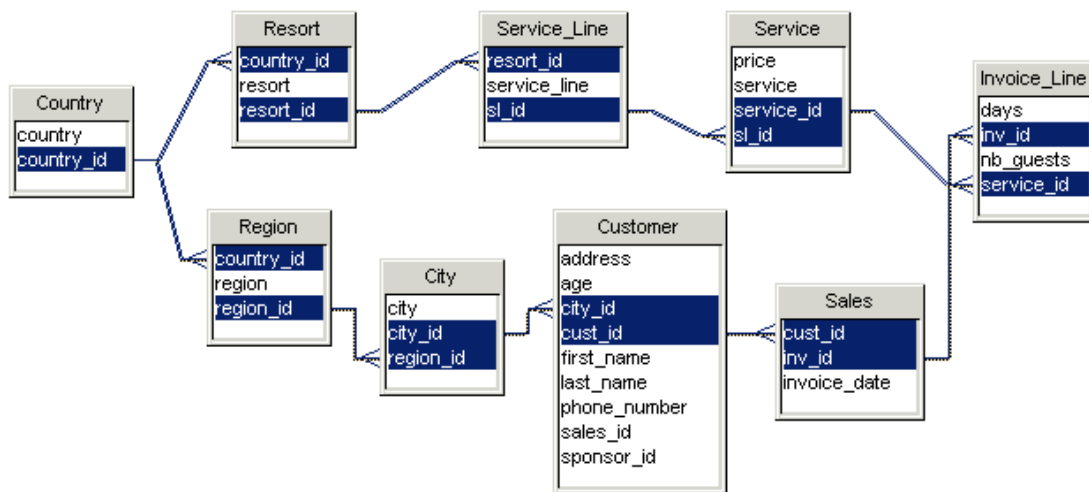 Resort
country_id
resort
resort_id
Service_Line
resort_id
service_line
sl_id
Service
price
service
service_id
sl_id
Invoice_Line
days
inv_id
nb_guests
service_id
Country
country
country_id
Region
country_id
region
region_id
City
city
city_id
region_id
Customer
address
age
city_id
cust_id
first_name
last_name
phone_number
sales_id
sponsor_id
Sales
cust_id
inv_id
invoice_date